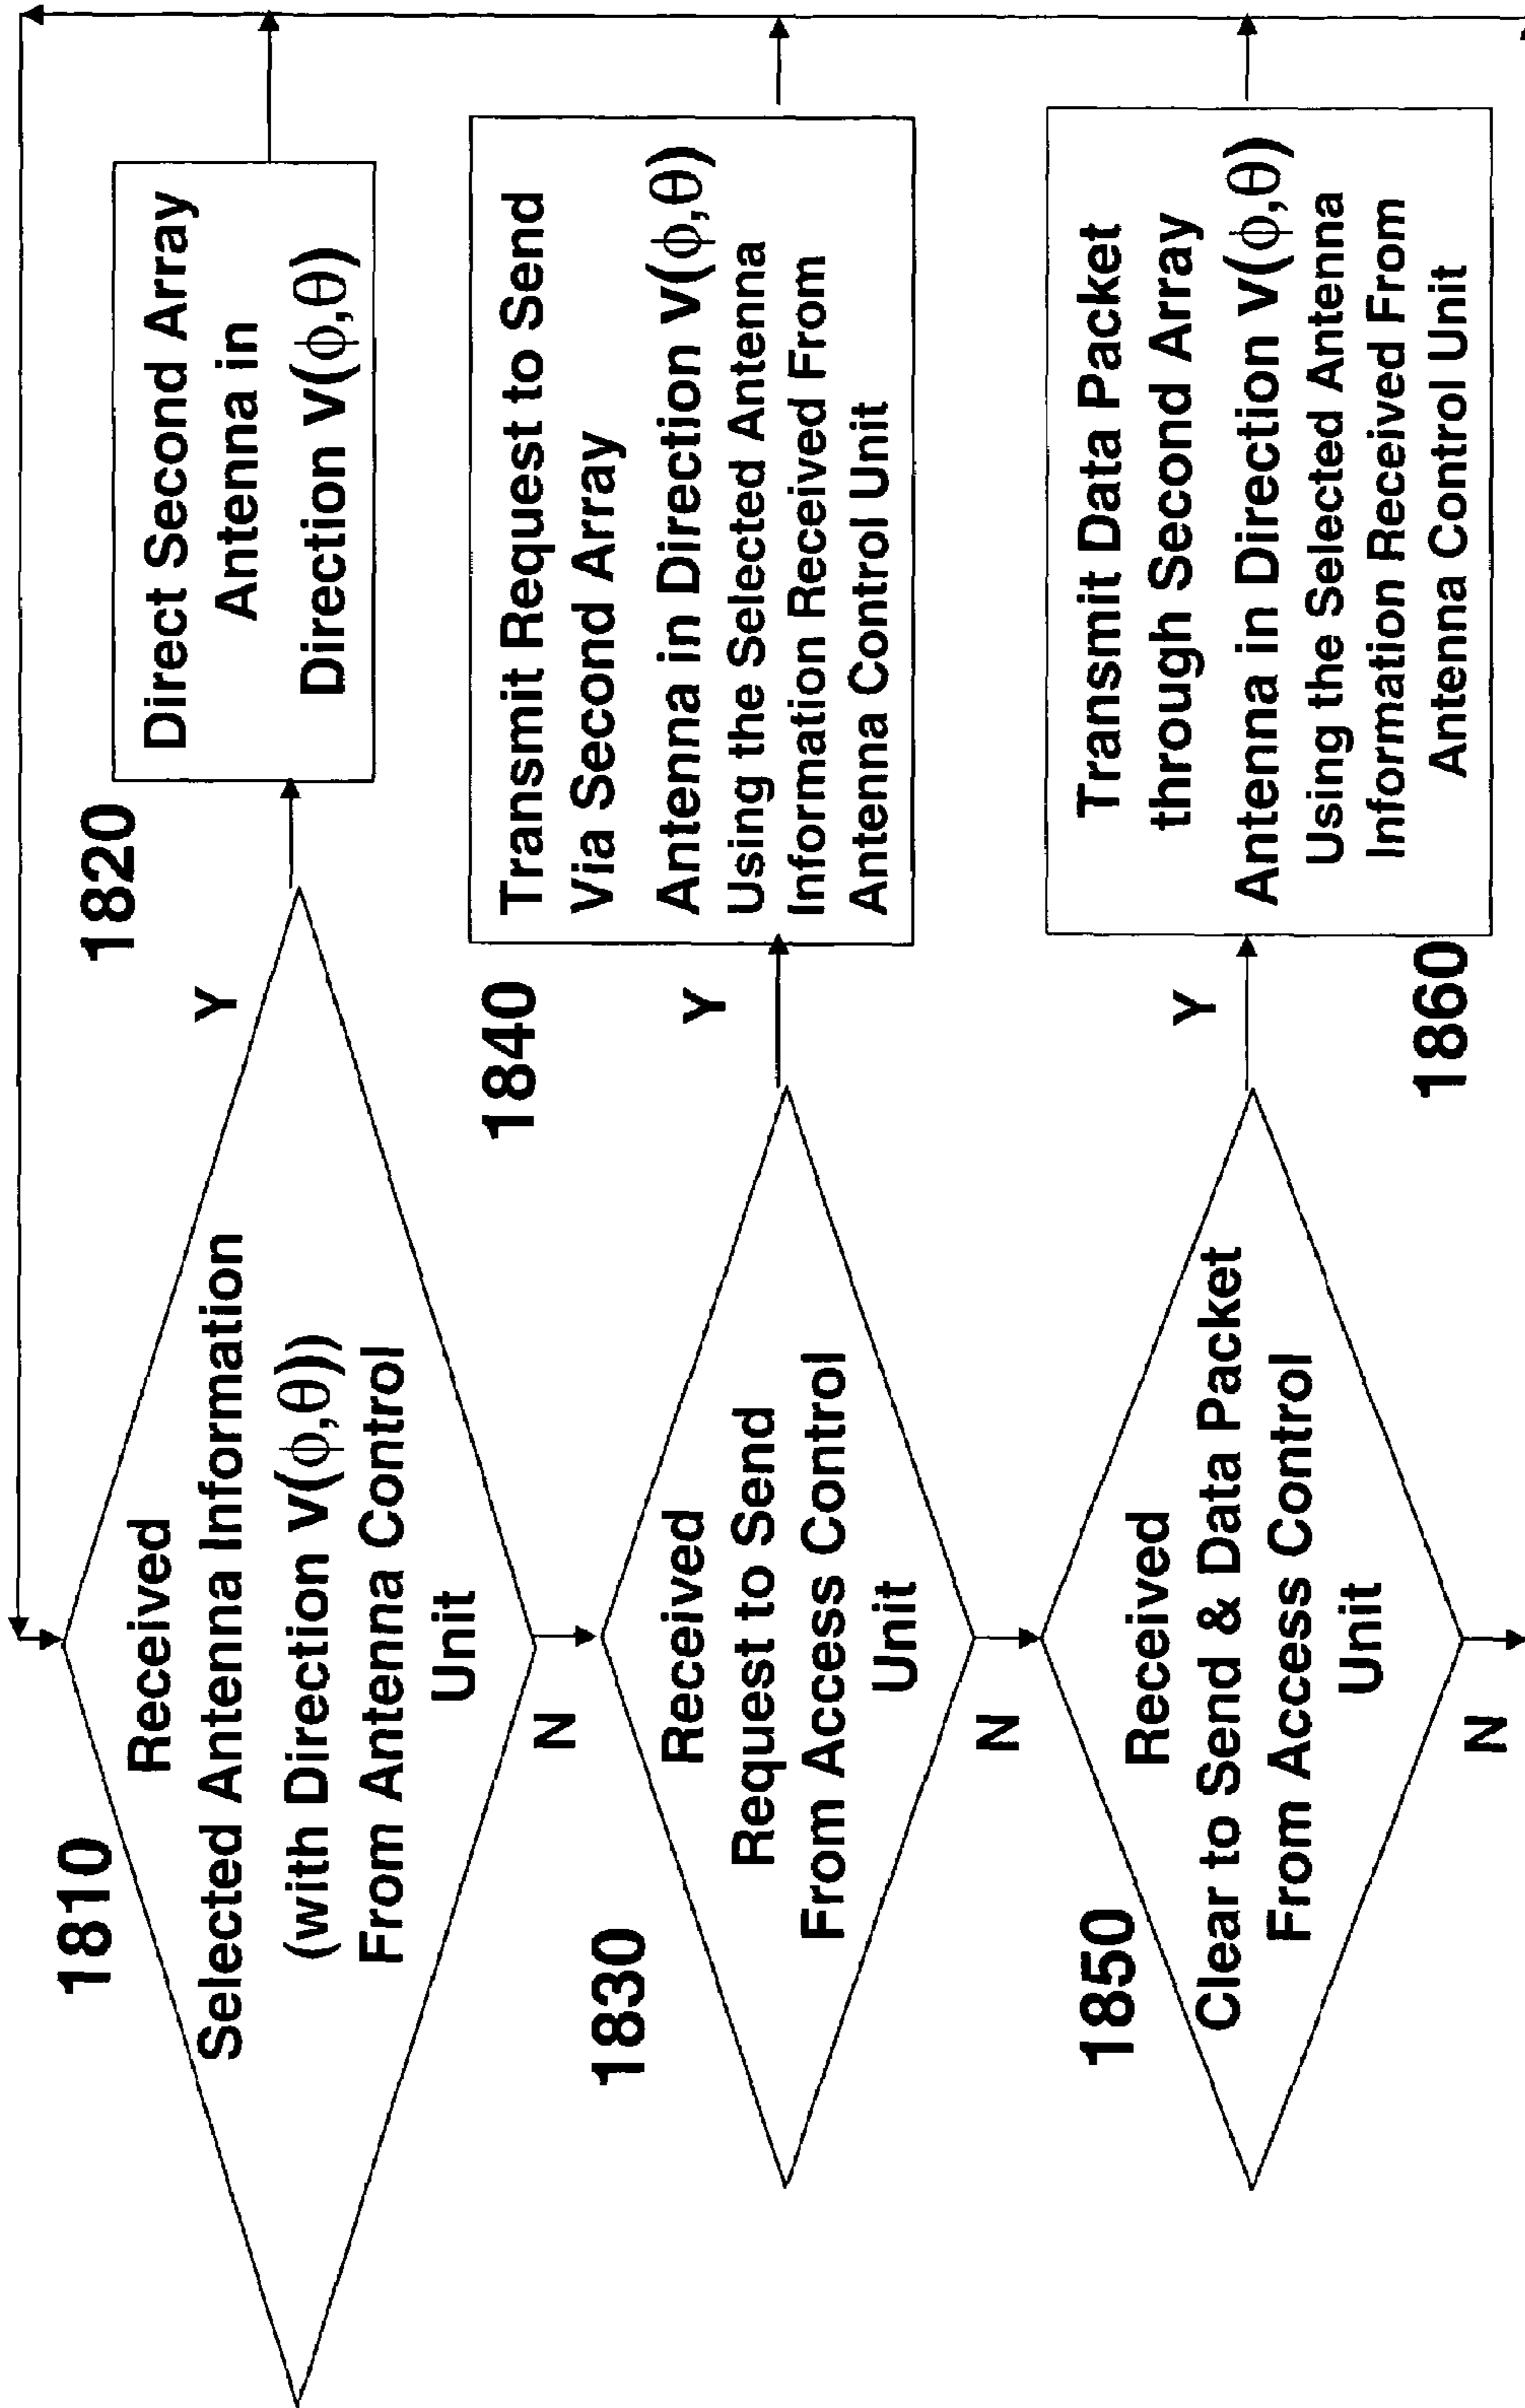 1810
Received
Selected Antenna Information
(with Direction V(ϕ,θ))
From Antenna Control
Unit
Y
N
1820
Direct Second Array
Antenna in
Direction V(ϕ,θ)
1830
Received
Request to Send
From Access Control
Unit
Y
N
1840
Transmit Request to Send
Via Second Array
Antenna in Direction V(ϕ,θ)
Using the Selected Antenna
Information Received From
Antenna Control Unit
1850
Received
Clear to Send & Data Packet
From Access Control
Unit
Y
N
1860
Transmit Data Packet
through Second Array
Antenna in Direction V(ϕ,θ)
Using the Selected Antenna
Information Received From
Antenna Control Unit